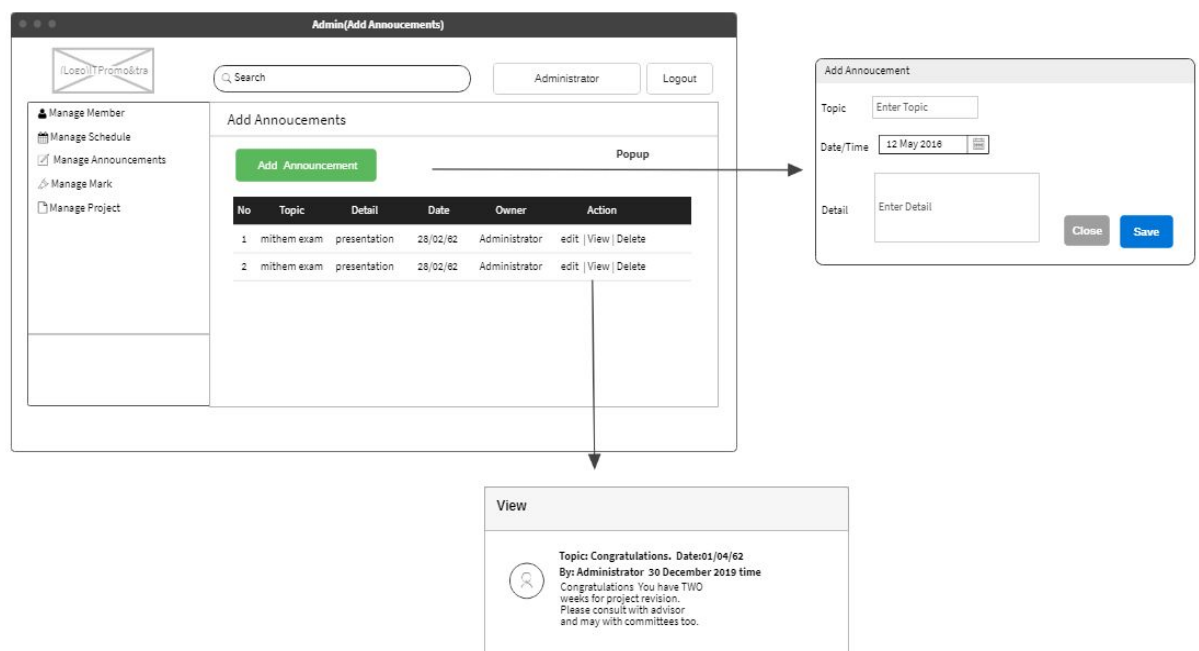 Admin(Add Annoucements)
(Logo)ITPromo&tra
Search
Administrator
Logout
Manage Member
Manage Schedule
Manage Announcements
Manage Mark
Manage Project
Add Annoucements
Add Announcement
Popup
No Topic Detail Date Owner Action
1 mithem exam presentation 28/02/62 Administrator edit | View | Delete
2 mithem exam presentation 28/02/62 Administrator edit | View | Delete
Add Annoucement
Topic Enter Topic
Date/Time 12 May 2016
Detail Enter Detail
Close Save
View
Topic: Congratulations. Date:01/04/62
By: Administrator 30 December 2019 time
Congratulations You have TWO
weeks for project revision.
Please consult with advisor
and may with committees too.